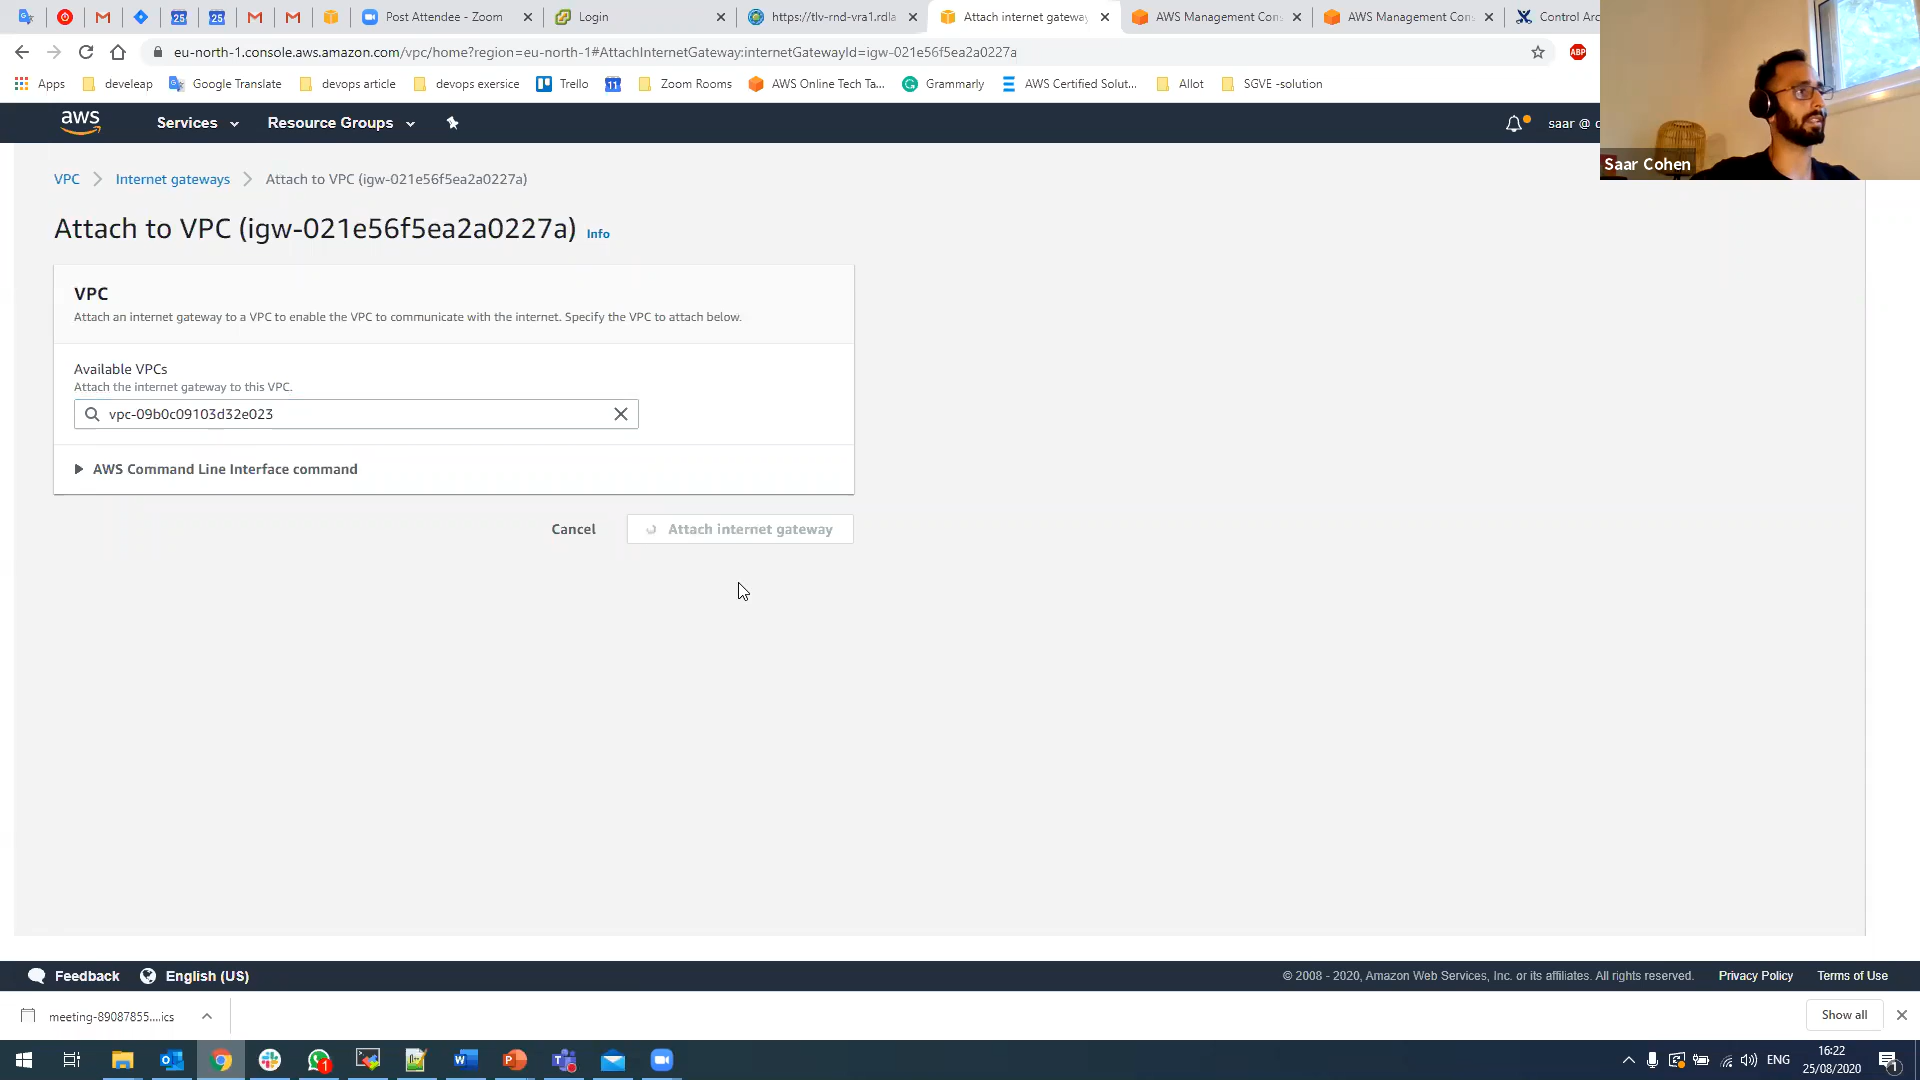 Post Attendee - Zoom
Login
https://tlv-rnd-vra1.rdla
Attach internet gateway
AWS Management Con
AWS Management Con
Control Arc
eu-north-1.console.aws.amazon.com/vpc/home?region=eu-north-1#AttachInternetGateway:internetGatewayId=igw-021e56f5ea2a0227a
ABP
Apps
develeap
Google Translate
devops article
devops exersice
Trello
11
Zoom Rooms
AWS Online Tech Ta...
Grammarly
AWS Certified Solut...
Allot
SGVE -solution
aws
Services
Resource Groups
saar @
Saar Cohen
VPC
Internet gateways
Attach to VPC (igw-021e56f5ea2a0227a)
Attach to VPC (igw-021e56f5ea2a0227a) Info
VPC
Attach an internet gateway to a VPC to enable the VPC to communicate with the internet. Specify the VPC to attach below.
Available VPCs
Attach the internet gateway to this VPC.
vpc-09b0c09103d32e023
AWS Command Line Interface command
Cancel
Attach internet gateway
Feedback
English (US)
© 2008 - 2020, Amazon Web Services, Inc. or its affiliates. All rights reserved.
Privacy Policy
Terms of Use
meeting-89087855....ics
Show all
ENG
16:22
25/08/2020